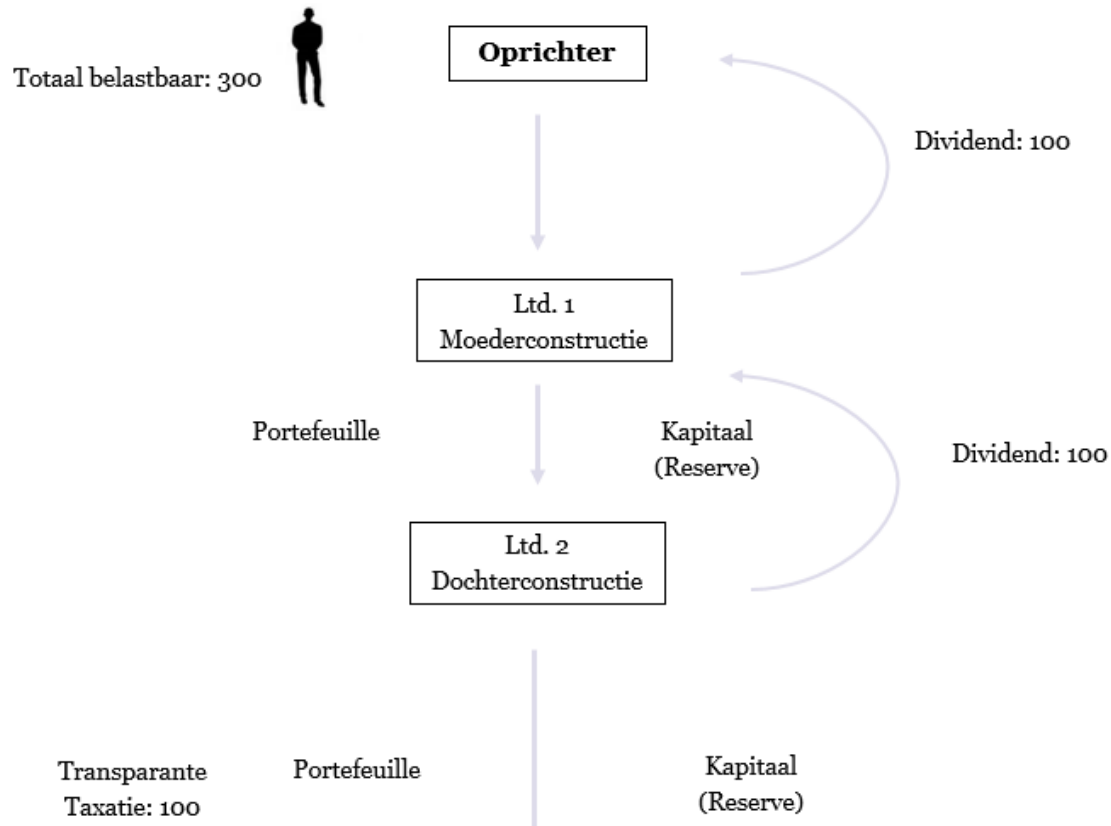 Oprichter
Totaal belastbaar: 300
Dividend: 100
Ltd. 1
Moederconstructie
Portefeuille
Kapitaal
(Reserve)
Dividend: 100
Ltd. 2
Dochterconstructie
Transparante
Taxatie: 100
Portefeuille
Kapitaal
(Reserve)